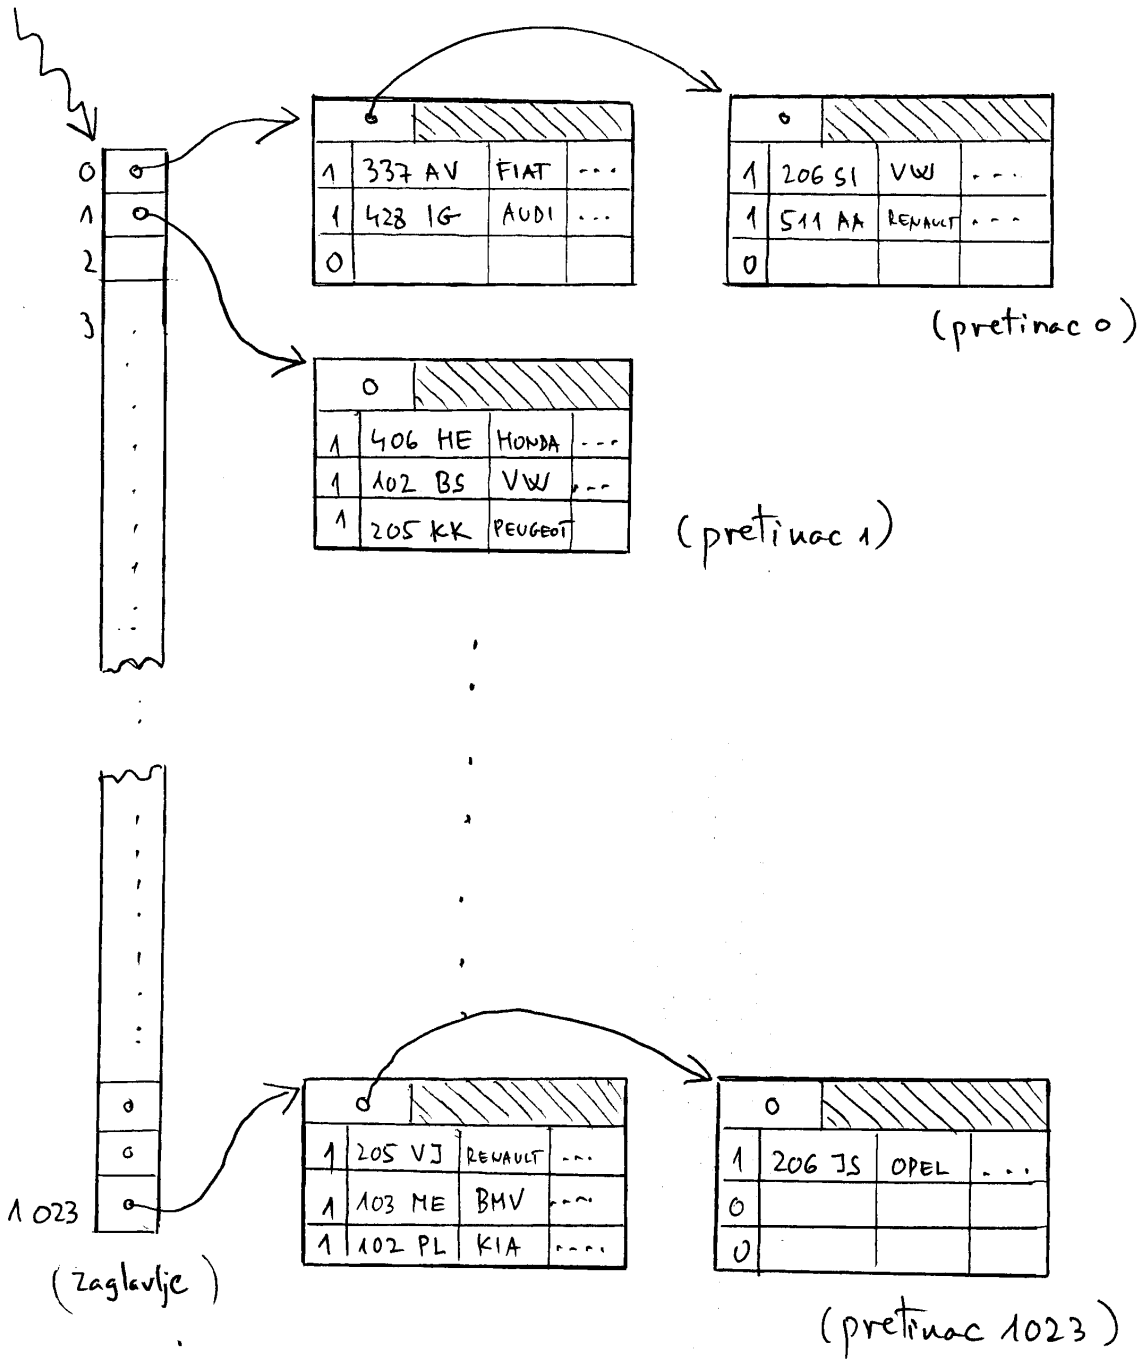 0
1
2
3
1 337 AV FIAT ...
1 428 IG AUDI ...
0
1 206 SI VW ...
1 511 AA RENAULT ...
0
(pretinac 0)
0
1 406 HE HONDA ...
1 102 BS VW ...
1 205 KK PEUGEOT
(pretinac 1)
1023
(zaglavlje)
1 205 VJ RENAULT ...
1 103 ME BMV ....
1 102 PL KIA ....
0
1 206 JS OPEL ...
0
0
(pretinac 1023)